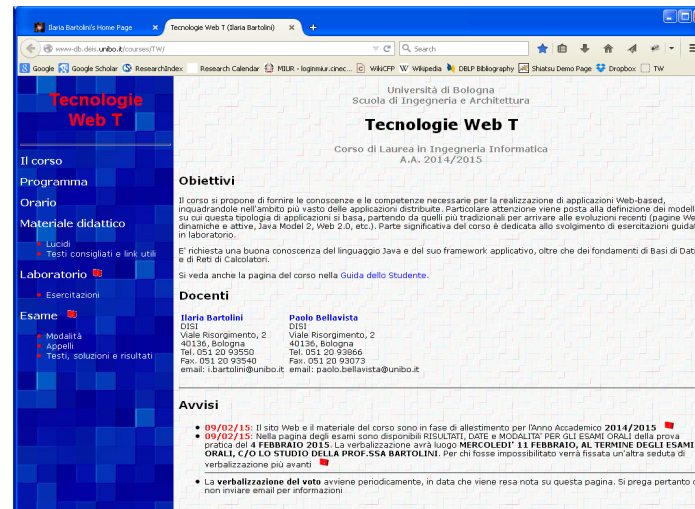 Ilaria Bartolini's Home Page
Tecnologie Web T (Ilaria Bartolini)
www-db.deis.unibo.it/courses/TW/
Search
Google
Google Scholar
ResearchIndex
Research Calendar
MIUR - loginmiur.cinec...
WikiCFP
Wikipedia
DBLP Bibliography
Shiatsu Demo Page
Dropbox
TW
Tecnologie
Web T
Il corso
Programma
Orario
Materiale didattico
Lucidi
Testi consigliati e link utili
Laboratorio
Esercitazioni
Esame
Modalità
Appelli
Testi, soluzioni e risultati
Università di Bologna
Scuola di Ingegneria e Architettura
Tecnologie Web T
Corso di Laurea in Ingegneria Informatica
A.A. 2014/2015
Obiettivi
Il corso si propone di fornire le conoscenze e le competenze necessarie per la realizzazione di applicazioni Web-based,
inquadrandole nell'ambito più vasto delle applicazioni distribuite. Particolare attenzione viene posta alla definizione dei modell
su cui questa tipologia di applicazioni si basa, partendo da quelli più tradizionali per arrivare alle evoluzioni recenti (pagine We
dinamiche e attive, Java Model 2, Web 2.0, etc.). Parte significativa del corso è dedicata allo svolgimento di esercitazioni guidat
in laboratorio.
E' richiesta una buona conoscenza del linguaggio Java e del suo framework applicativo, oltre che dei fondamenti di Basi di Dat
e di Reti di Calcolatori.
Si veda anche la pagina del corso nella Guida dello Studente.
Docenti
Ilaria Bartolini
DISI
Viale Risorgimento, 2
40136, Bologna
Tel. 051 20 93550
Fax. 051 20 93540
email: i.bartolini@unibo.it
Paolo Bellavista
DISI
Viale Risorgimento, 2
40136, Bologna
Tel. 051 20 93866
Fax. 051 20 93073
email: paolo.bellavista@unibo.it
Avvisi
09/02/15: Il sito Web e il materiale del corso sono in fase di allestimento per l'Anno Accademico 2014/2015
09/02/15: Nella pagina degli esami sono disponibili RISULTATI, DATE e MODALITA' PER GLI ESAMI ORALI della prova
pratica del 4 FEBBRAIO 2015. La verbalizzazione avrà luogo MERCOLEDI' 11 FEBBRAIO, AL TERMINE DEGLI ESAMI
ORALI, C/O LO STUDIO DELLA PROF.SSA BARTOLINI. Per chi fosse impossibilitato verrà fissata un'altra seduta di
verbalizzazione più avanti
La verbalizzazione del voto avviene periodicamente, in data che viene resa nota su questa pagina. Si prega pertanto d
non inviare email per informazioni